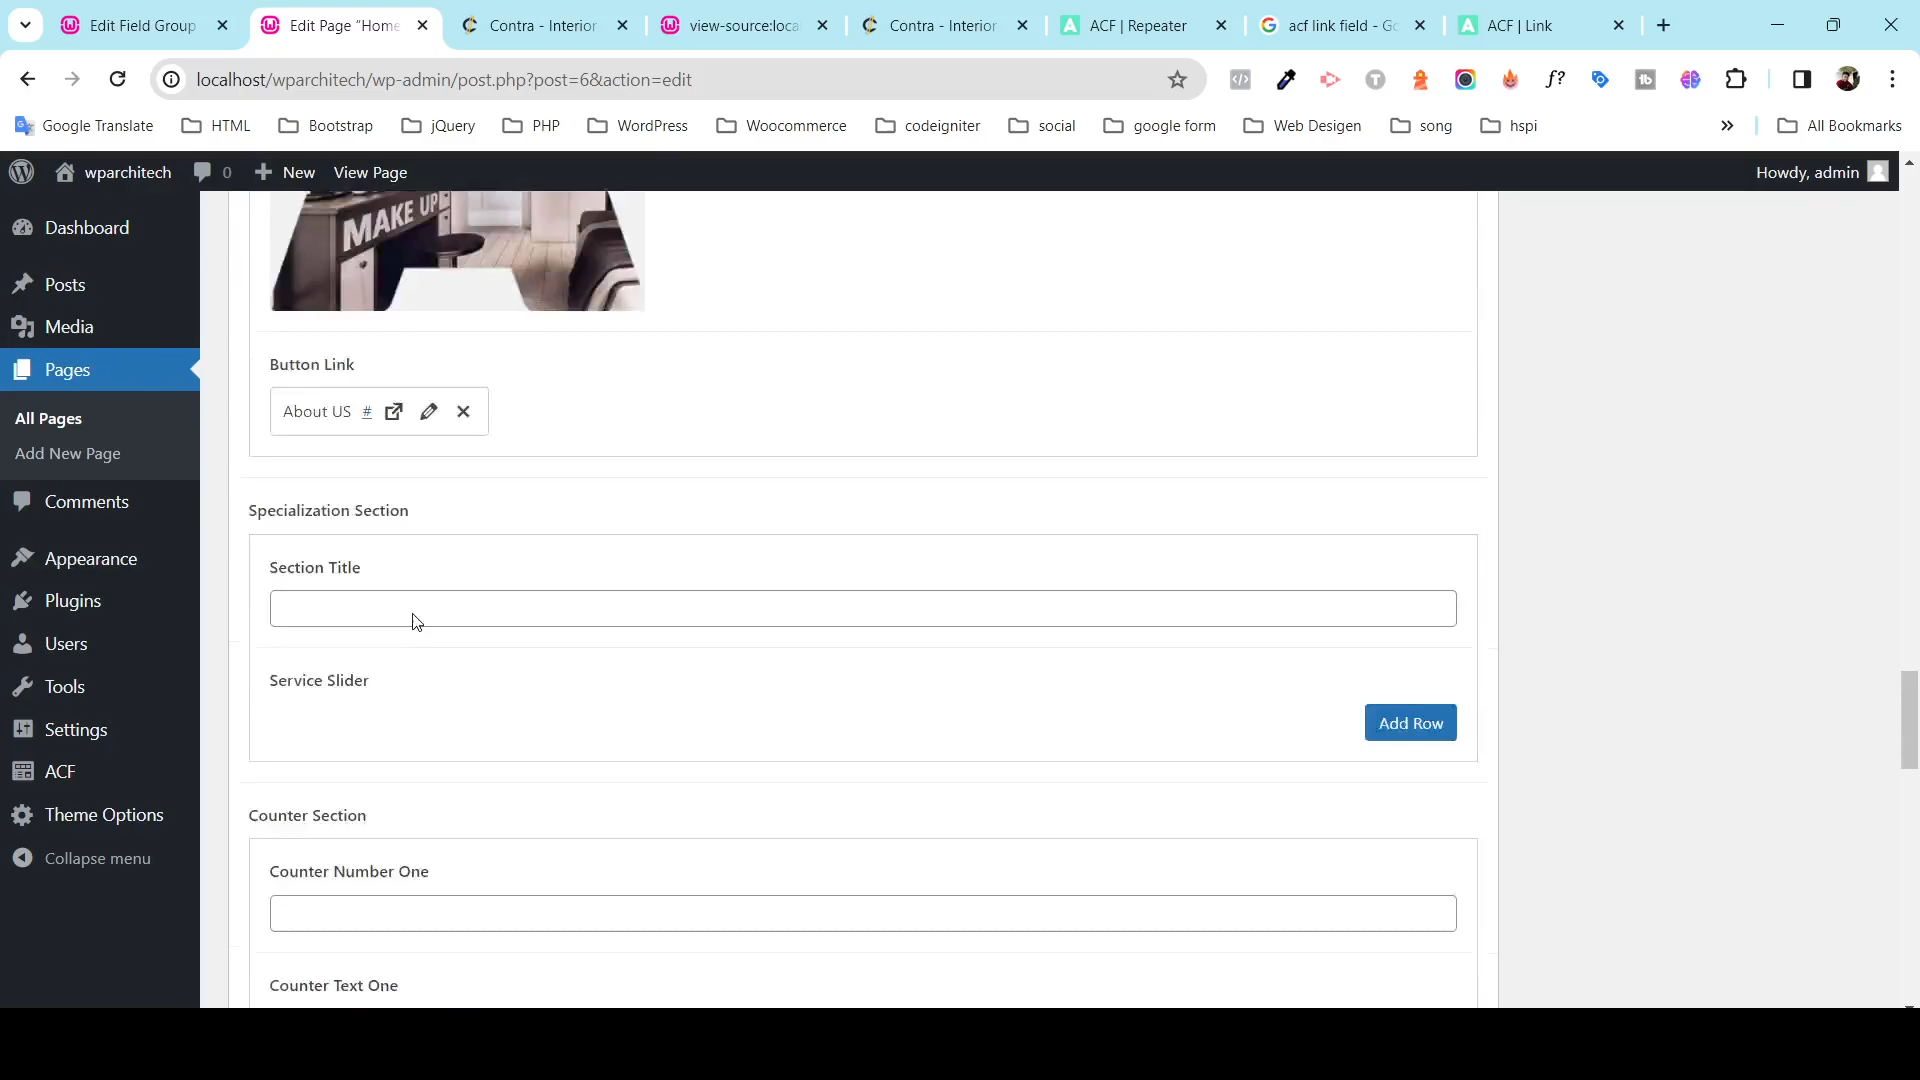 Edit Field Group
Edit Page "Home
Contra - Interior
view-source:loca
Contra - Interior
ACF | Repeater
acf link field - Go
ACF | Link
localhost/wparchitech/wp-admin/post.php?post=6&action=edit
Google Translate
HTML
Bootstrap
jQuery
PHP
WordPress
Woocommerce
codeigniter
social
google form
Web Desigen
song
hspi
All Bookmarks
wparchitech
0
New
View Page
Howdy, admin
Dashboard
Posts
Media
Pages
All Pages
Add New Page
Comments
Appearance
Plugins
Users
Tools
Settings
ACF
Theme Options
Collapse menu
MAKE UP
Button Link
About US #
Specialization Section
Section Title
Service Slider
Add Row
Counter Section
Counter Number One
Counter Text One